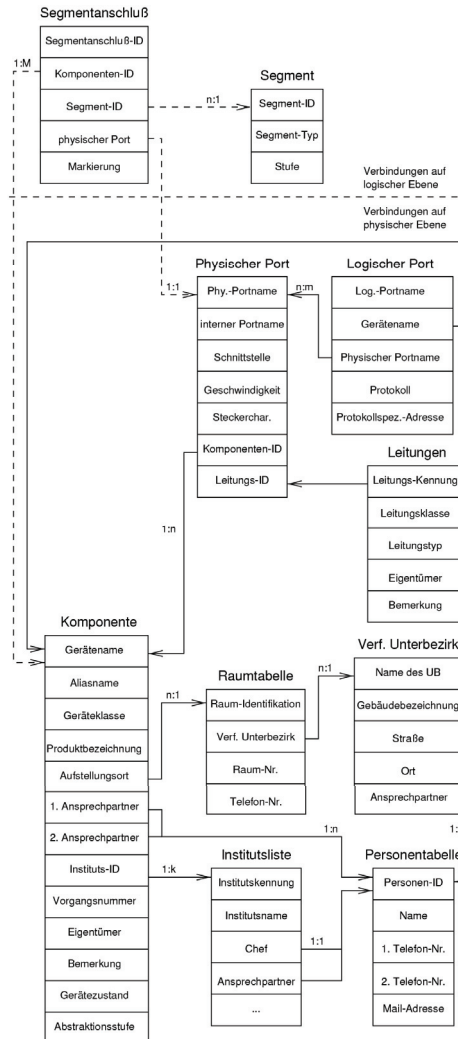 Segmentanschluß
Segmentanschluß-ID
1:M
Komponenten-ID
Segment-ID
physischer Port
Markierung
n:1
Segment
Segment-ID
Segment-Typ
Stufe
Verbindungen auf
logischer Ebene
Verbindungen auf
physischer Ebene
1:1
Physischer Port
Phy.-Portname
interner Portname
Schnittstelle
Geschwindigkeit
Steckerchar.
Komponenten-ID
Leitungs-ID
n:m
Logischer Port
Log.-Portname
Gerätename
Physischer Portname
Protokoll
Protokollspez.-Adresse
Leitungen
Leitungs-Kennung
Leitungsklasse
Leitungstyp
Eigentümer
Bemerkung
1:n
Komponente
Gerätename
Aliasname
Geräteklasse
Produktbezeichnung
Aufstellungsort
1. Ansprechpartner
2. Ansprechpartner
Instituts-ID
Vorgangsnummer
Eigentümer
Bemerkung
Gerätezustand
Abstraktionsstufe
n:1
Raumtabelle
Raum-Identifikation
Verf. Unterbezirk
Raum-Nr.
Telefon-Nr.
n:1
Verf. Unterbezirk
Name des UB
Gebäudebezeichnung
Straße
Ort
Ansprechpartner
1:n
1:k
Institutsliste
Institutskennung
Institutsname
Chef
Ansprechpartner
...
1:1
1:
Personentabelle
Personen-ID
Name
1. Telefon-Nr.
2. Telefon-Nr.
Mail-Adresse